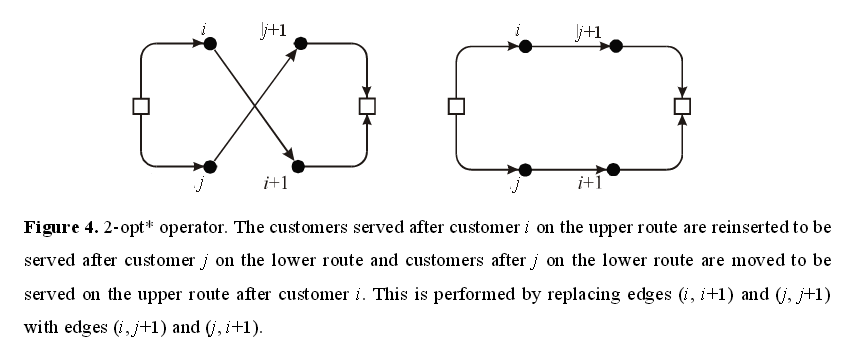 i j+1 i j+1
j i+1 j i+1
Figure 4. 2-opt* operator. The customers served after customer i on the upper route are reinserted to be
served after customer j on the lower route and customers after j on the lower route are moved to be
served on the upper route after customer i. This is performed by replacing edges (i, i+1) and (j, j+1)
with edges (i, j+1) and (j, i+1).